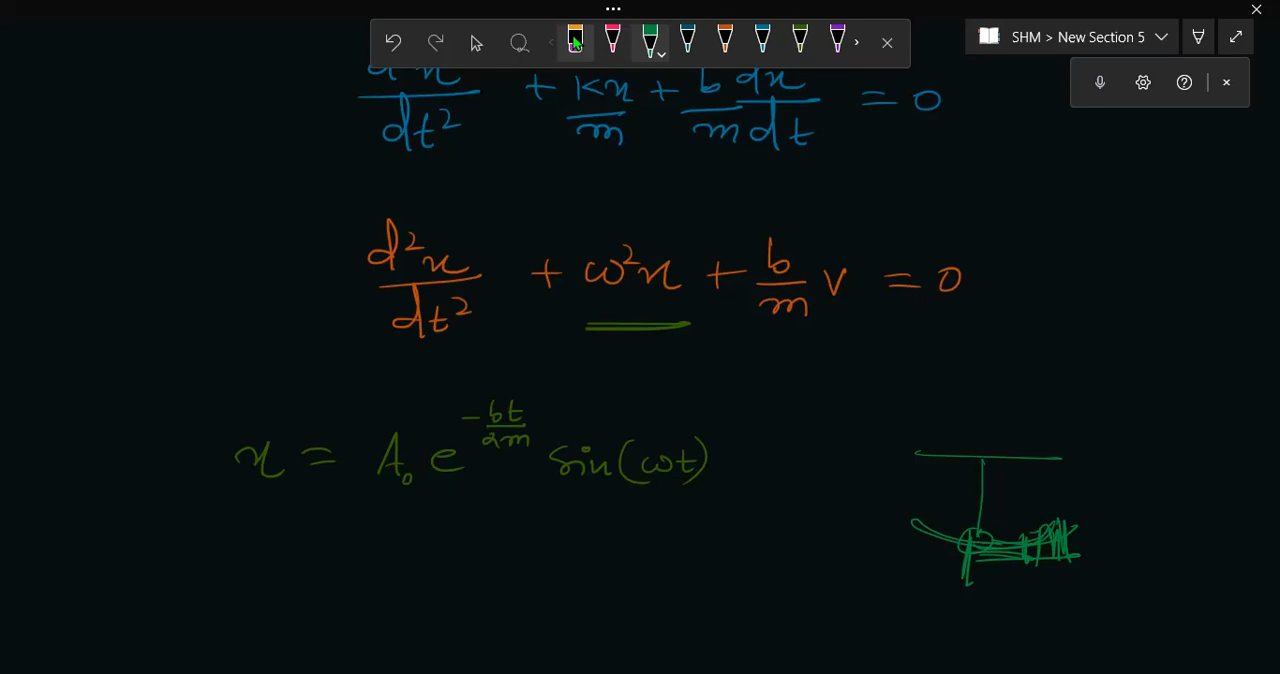 SHM > New Section 5
d²x/dt² + Kx/m + b/m dx/dt = 0
d²x/dt² + ω²x + b/m v = 0
x = A₀ e^(-bt/2m) sin(ωt)